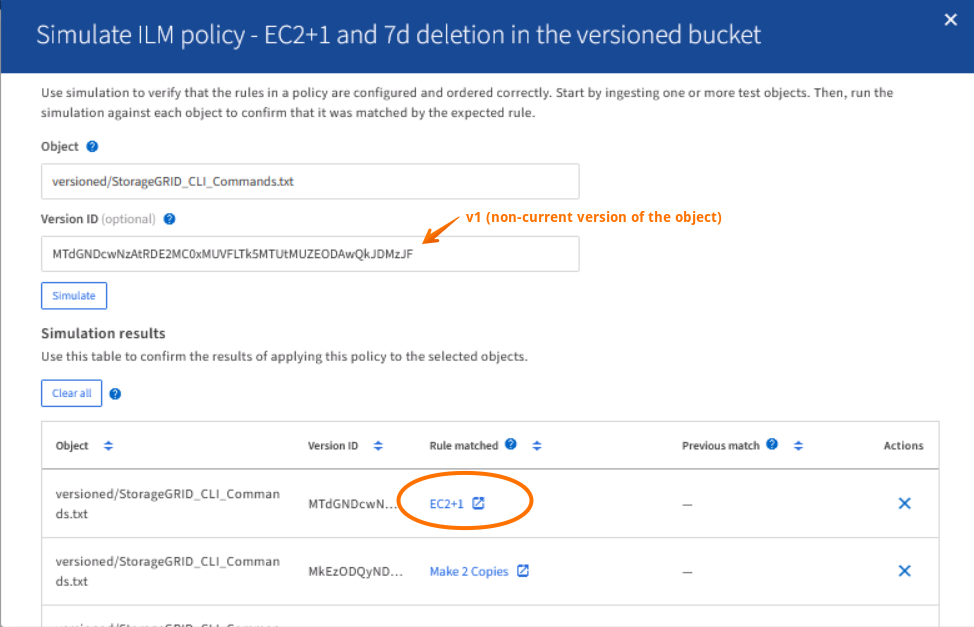 Simulate ILM policy - EC2+1 and 7d deletion in the versioned bucket
Use simulation to verify that the rules in a policy are configured and ordered correctly. Start by ingesting one or more test objects. Then, run the
simulation against each object to confirm that it was matched by the expected rule.
Object ?
versioned/StorageGRID_CLI_Commands.txt
Version ID (optional) ?
v1 (non-current version of the object)
MTdGNDcwNzAtRDE2MC0xMUVFLTk5MTUtMUZEODAwQkJDMzJF
Simulate
Simulation results
Use this table to confirm the results of applying this policy to the selected objects.
Clear all ?
Object Version ID Rule matched ? Previous match ? Actions
versioned/StorageGRID_CLI_Comman
ds.txt
MTdGNDcwN... EC2+1 —
versioned/StorageGRID_CLI_Comman
ds.txt
MkEzODQyND... Make 2 Copies —